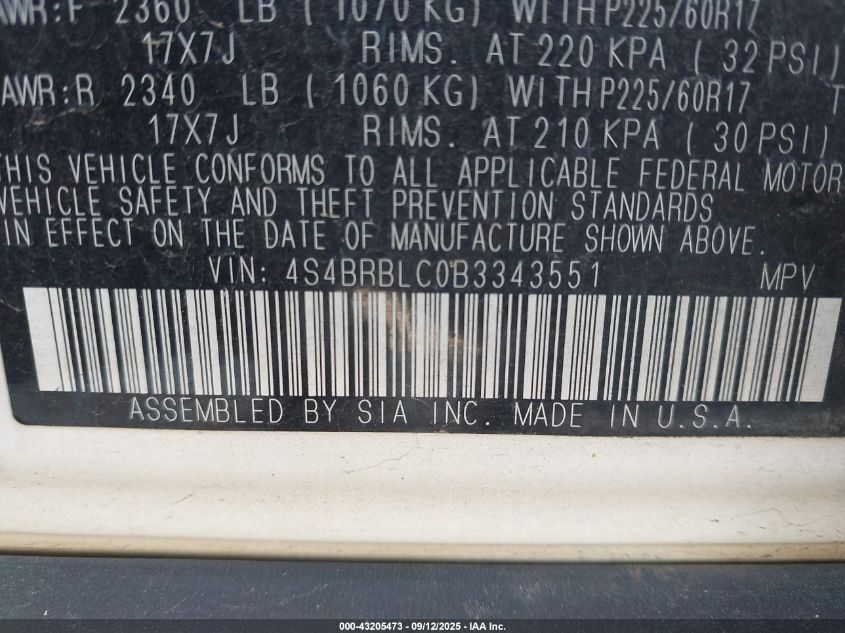 AWR:F 2360 LB ( 1070 KG) WITH P225/60R17
17X7J RIMS. AT 220 KPA ( 32 PSI)
AWR:R 2340 LB ( 1060 KG) WITH P225/60R17 T
17X7J RIMS. AT 210 KPA ( 30 PSI)
THIS VEHICLE CONFORMS TO ALL APPLICABLE FEDERAL MOTOR
VEHICLE SAFETY AND THEFT PREVENTION STANDARDS
IN EFFECT ON THE DATE OF MANUFACTURE SHOWN ABOVE.
VIN: 4S4BRBLC0B3343551 MPV
ASSEMBLED BY SIA INC. MADE IN U.S.A.
000-43205473 - 09/12/2025 - IAA Inc.